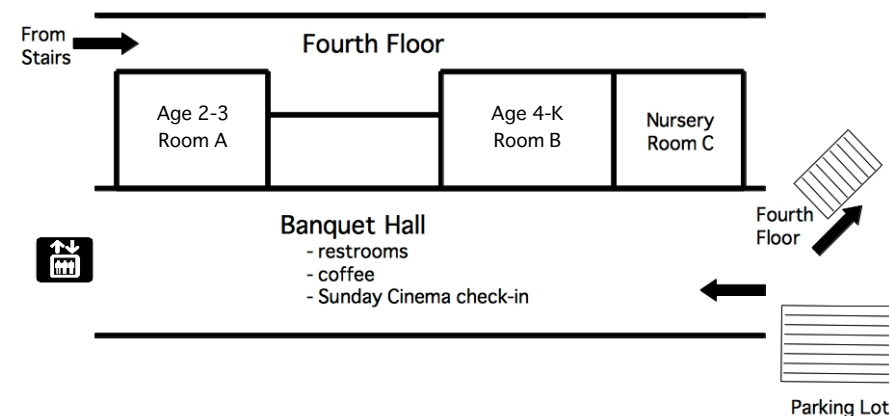 From
Stairs
Fourth Floor
Age 2-3
Room A
Age 4-K
Room B
Nursery
Room C
Banquet Hall
- restrooms
- coffee
- Sunday Cinema check-in
Fourth
Floor
Parking Lot